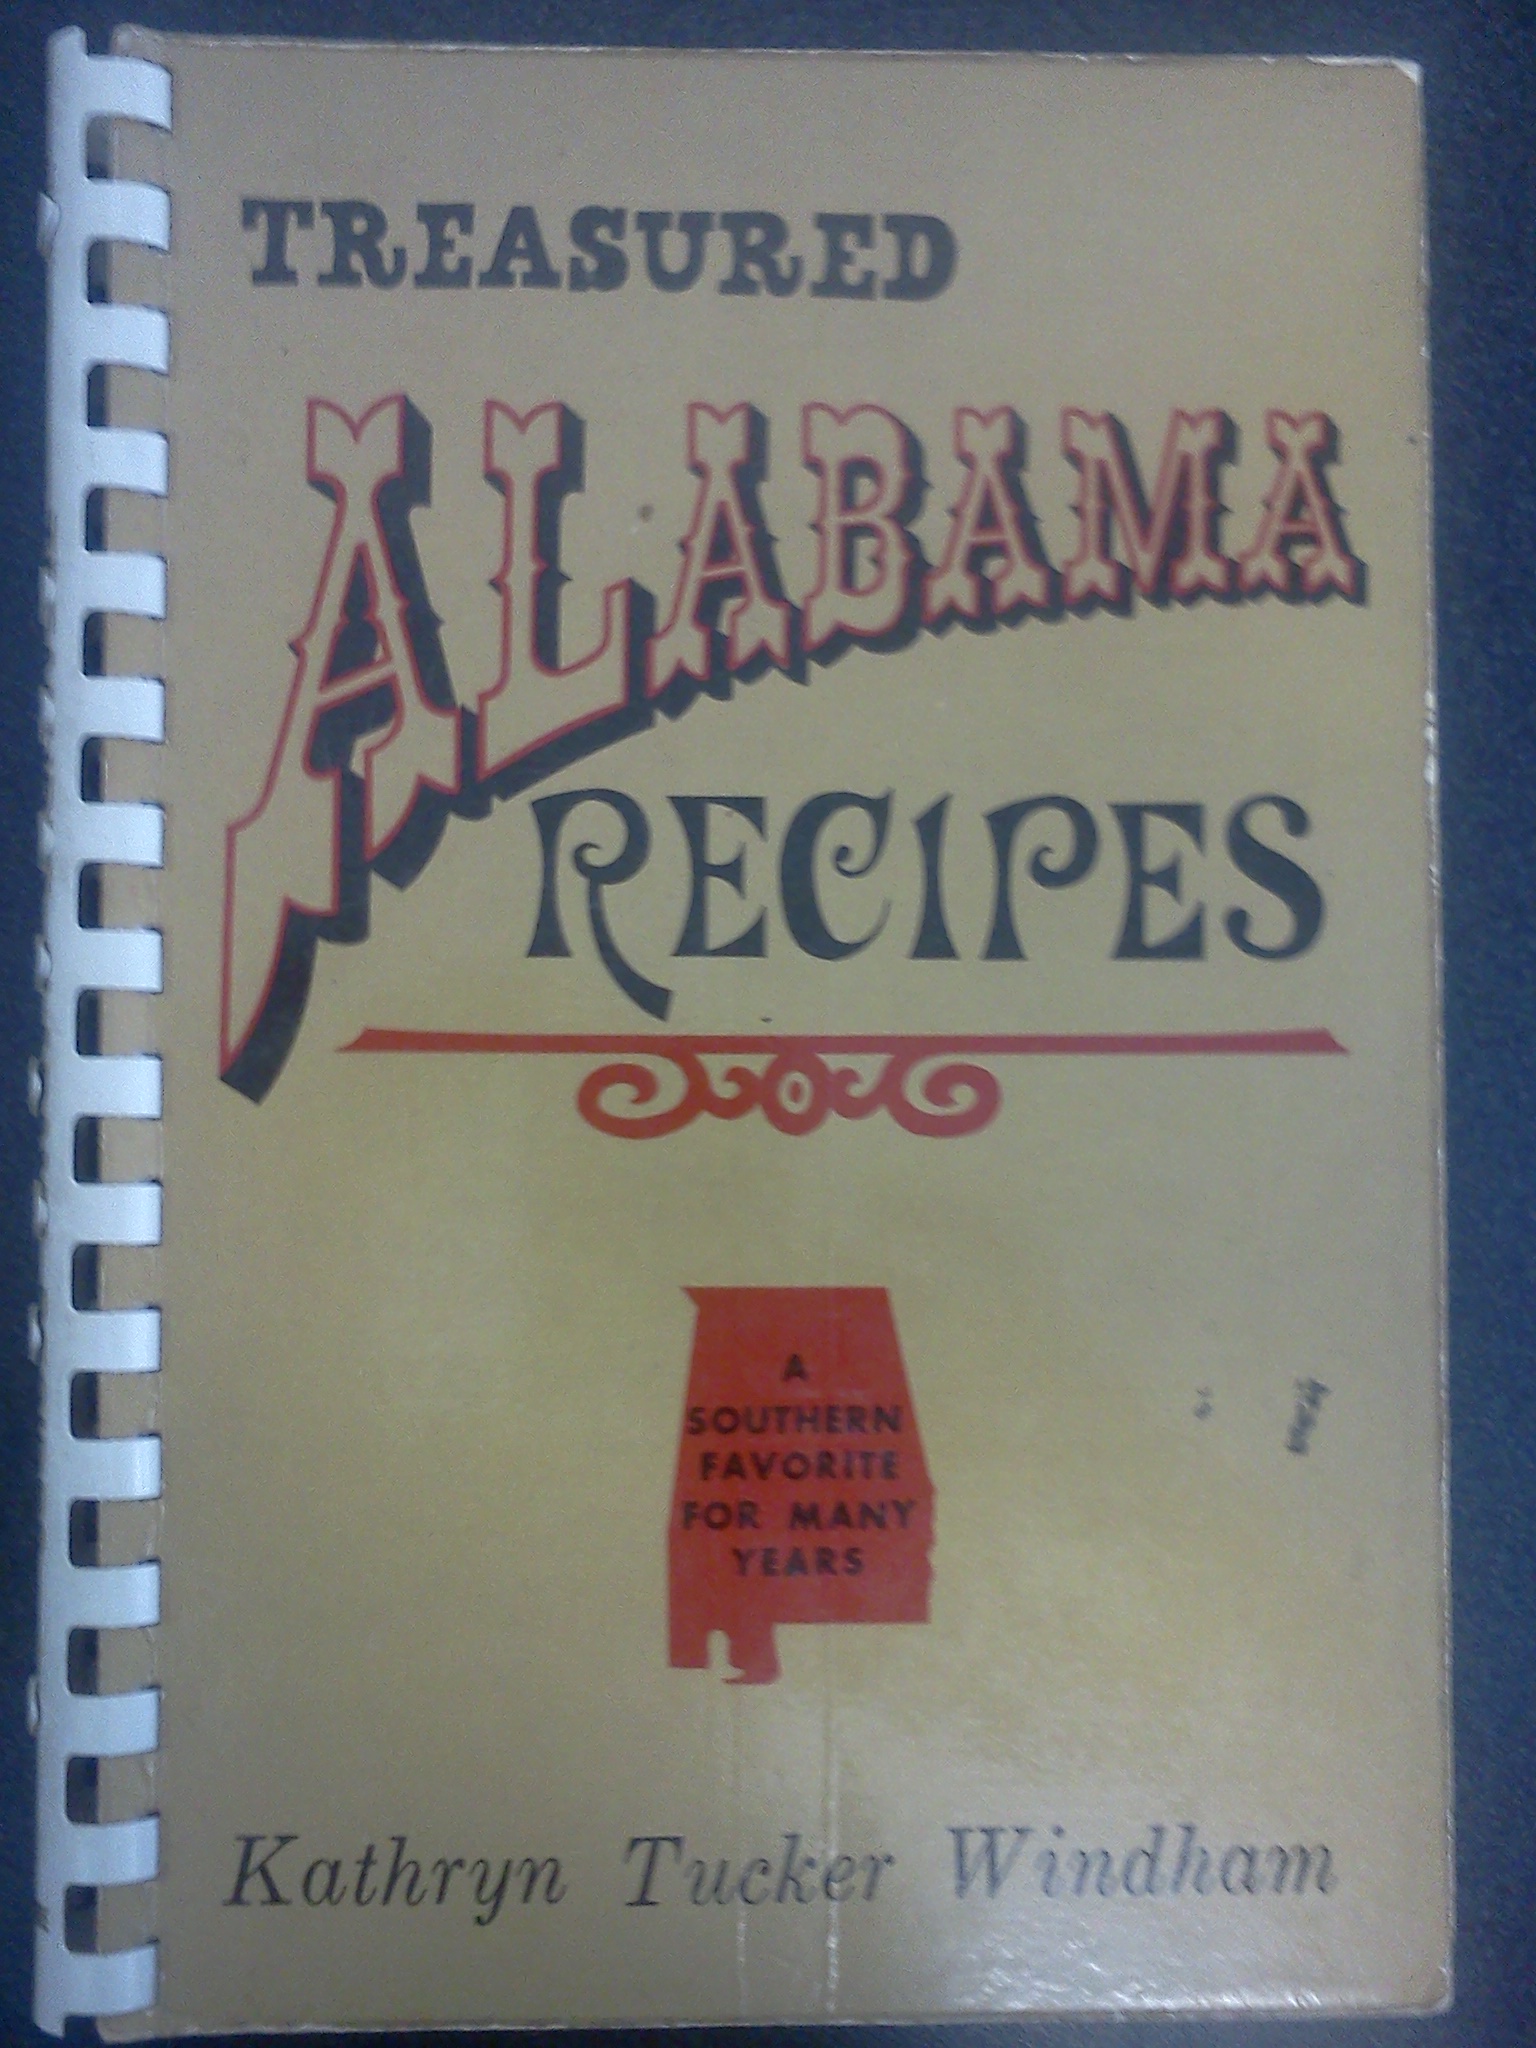 TREASURED
ALABAMA
RECIPES
A
SOUTHERN
FAVORITE
FOR MANY
YEARS
Kathryn Tucker Windham